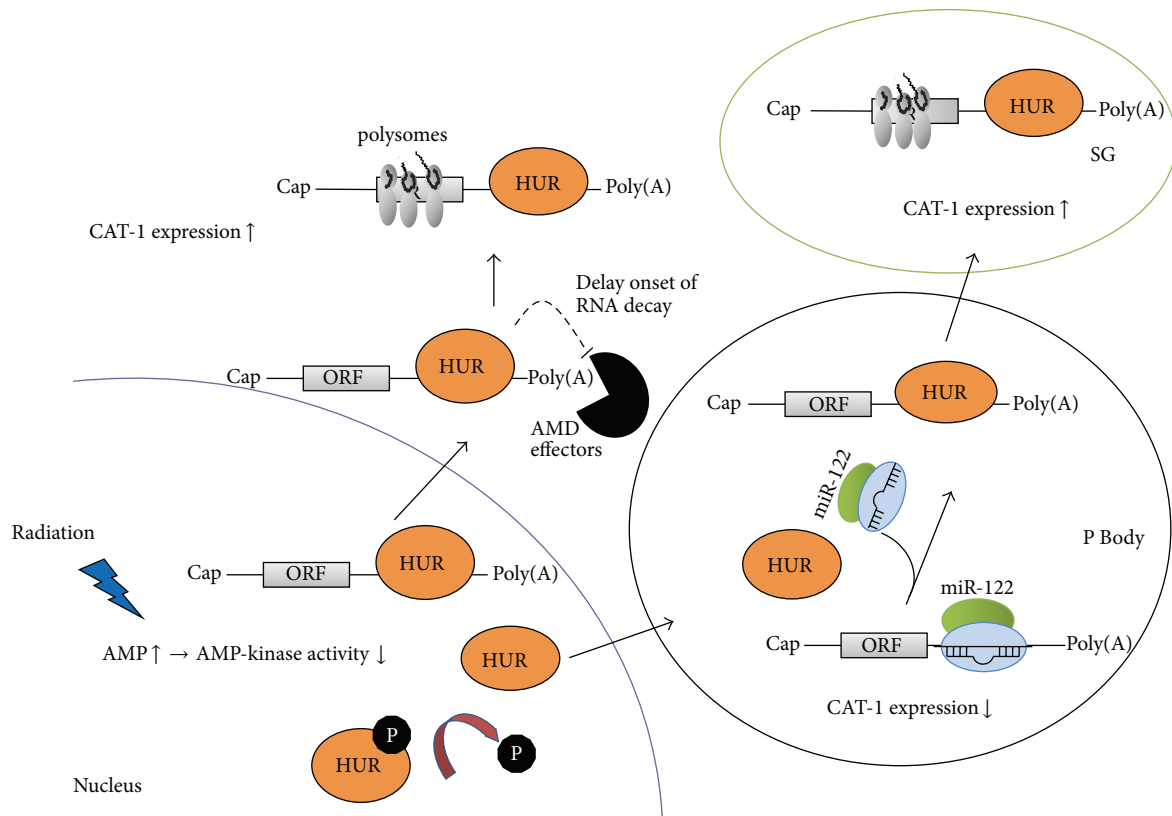 polysomes
Cap
HUR
Poly(A)
CAT-1 expression ↑
Cap
HUR
Poly(A)
SG
CAT-1 expression ↑
Delay onset of
RNA decay
Cap
ORF
HUR
Poly(A)
AMD
effectors
Radiation
Cap
ORF
HUR
Poly(A)
AMP ↑ → AMP-kinase activity ↓
HUR
HUR
P
P
Nucleus
Cap
ORF
HUR
Poly(A)
miR-122
HUR
P Body
miR-122
Cap
ORF
Poly(A)
CAT-1 expression ↓